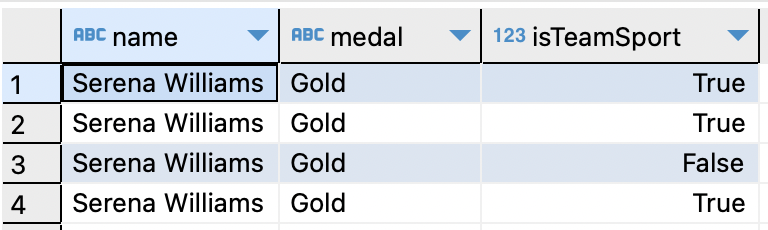 ABC name ABC medal 123 isTeamSport
1 Serena Williams Gold True
2 Serena Williams Gold True
3 Serena Williams Gold False
4 Serena Williams Gold True